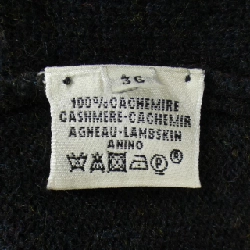 36
100% CACHEMIRE
CASHMERE-CACHEMIR
AGNEAU-LAMBSKIN
ANINO
P ®